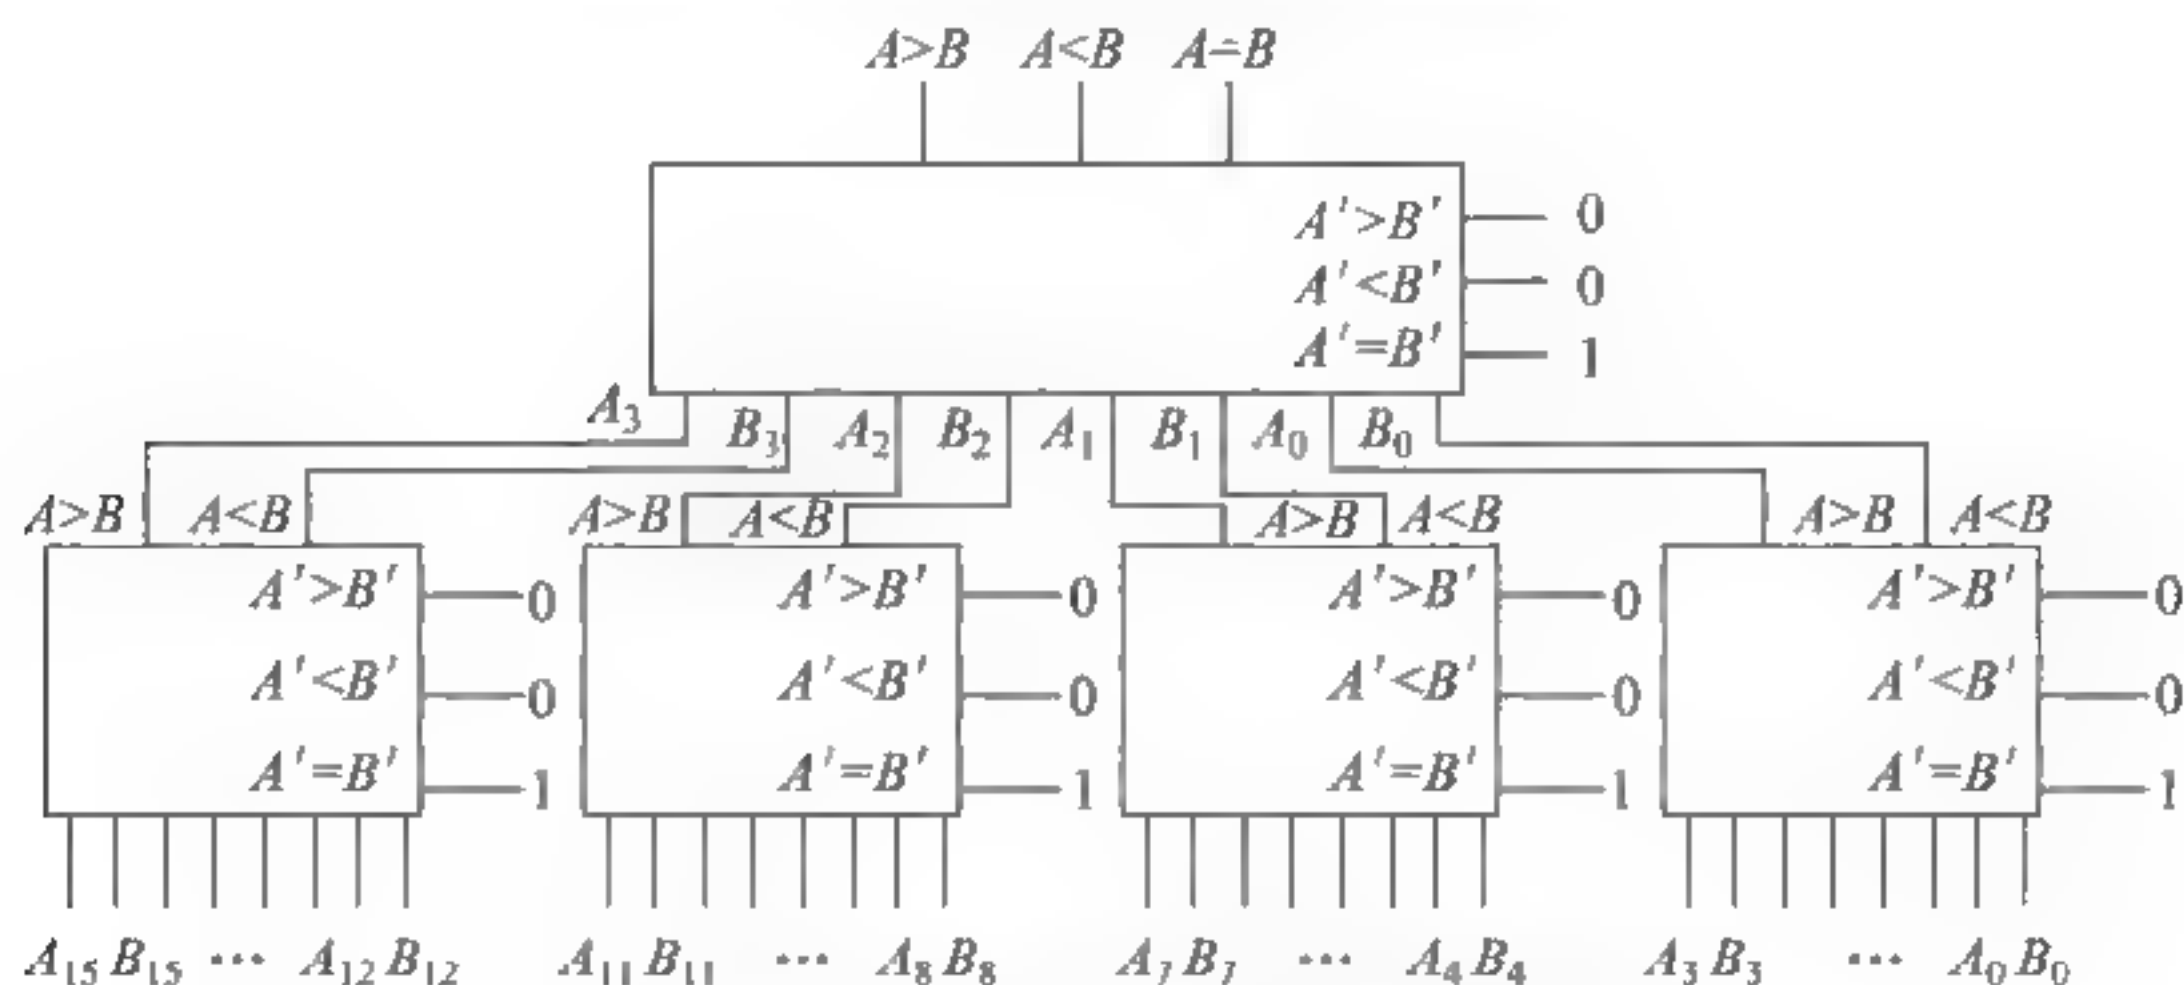 A>B A<B A=B
A'>B' 0
A'<B' 0
A'=B' 1
A₃ B₃ A₂ B₂ A₁ B₁ A₀ B₀
A>B A<B A>B A<B A>B A<B A>B A<B
A'>B' 0 A'>B' 0 A'>B' 0 A'>B' 0
A'<B' 0 A'<B' 0 A'<B' 0 A'<B' 0
A'=B' 1 A'=B' 1 A'=B' 1 A'=B' 1
A₁₅ B₁₅ ··· A₁₂ B₁₂ A₁₁ B₁₁ ··· A₈ B₈ A₇ B₇ ··· A₄ B₄ A₃ B₃ ··· A₀ B₀